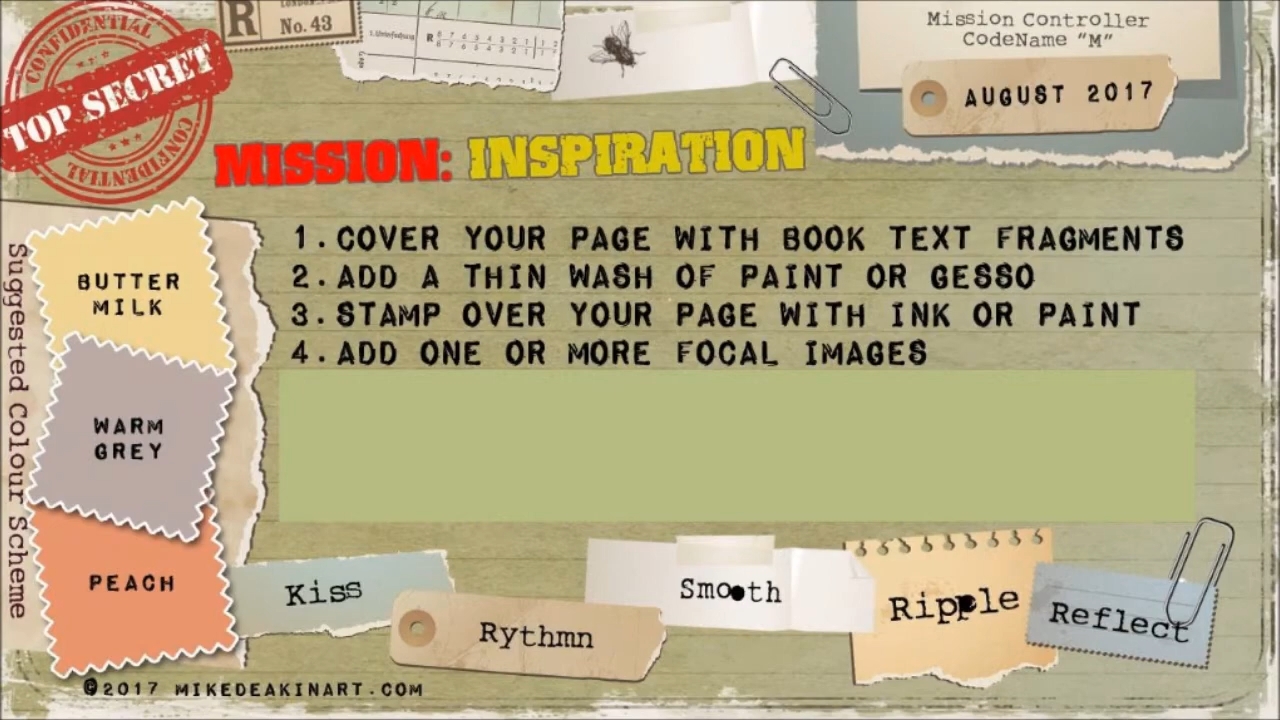 CONFIDENTIAL
TOP SECRET
CONFIDENTIAL
R
No. 43
Mission Controller
CodeName "M"
AUGUST 2017
MISSION: INSPIRATION
1. COVER YOUR PAGE WITH BOOK TEXT FRAGMENTS
2. ADD A THIN WASH OF PAINT OR GESSO
3. STAMP OVER YOUR PAGE WITH INK OR PAINT
4. ADD ONE OR MORE FOCAL IMAGES
Suggested Colour Scheme
BUTTER
MILK
WARM
GREY
PEACH
Kiss
Rythmn
Smooth
Ripple
Reflect
©2017 MIKEDEAKINART.COM